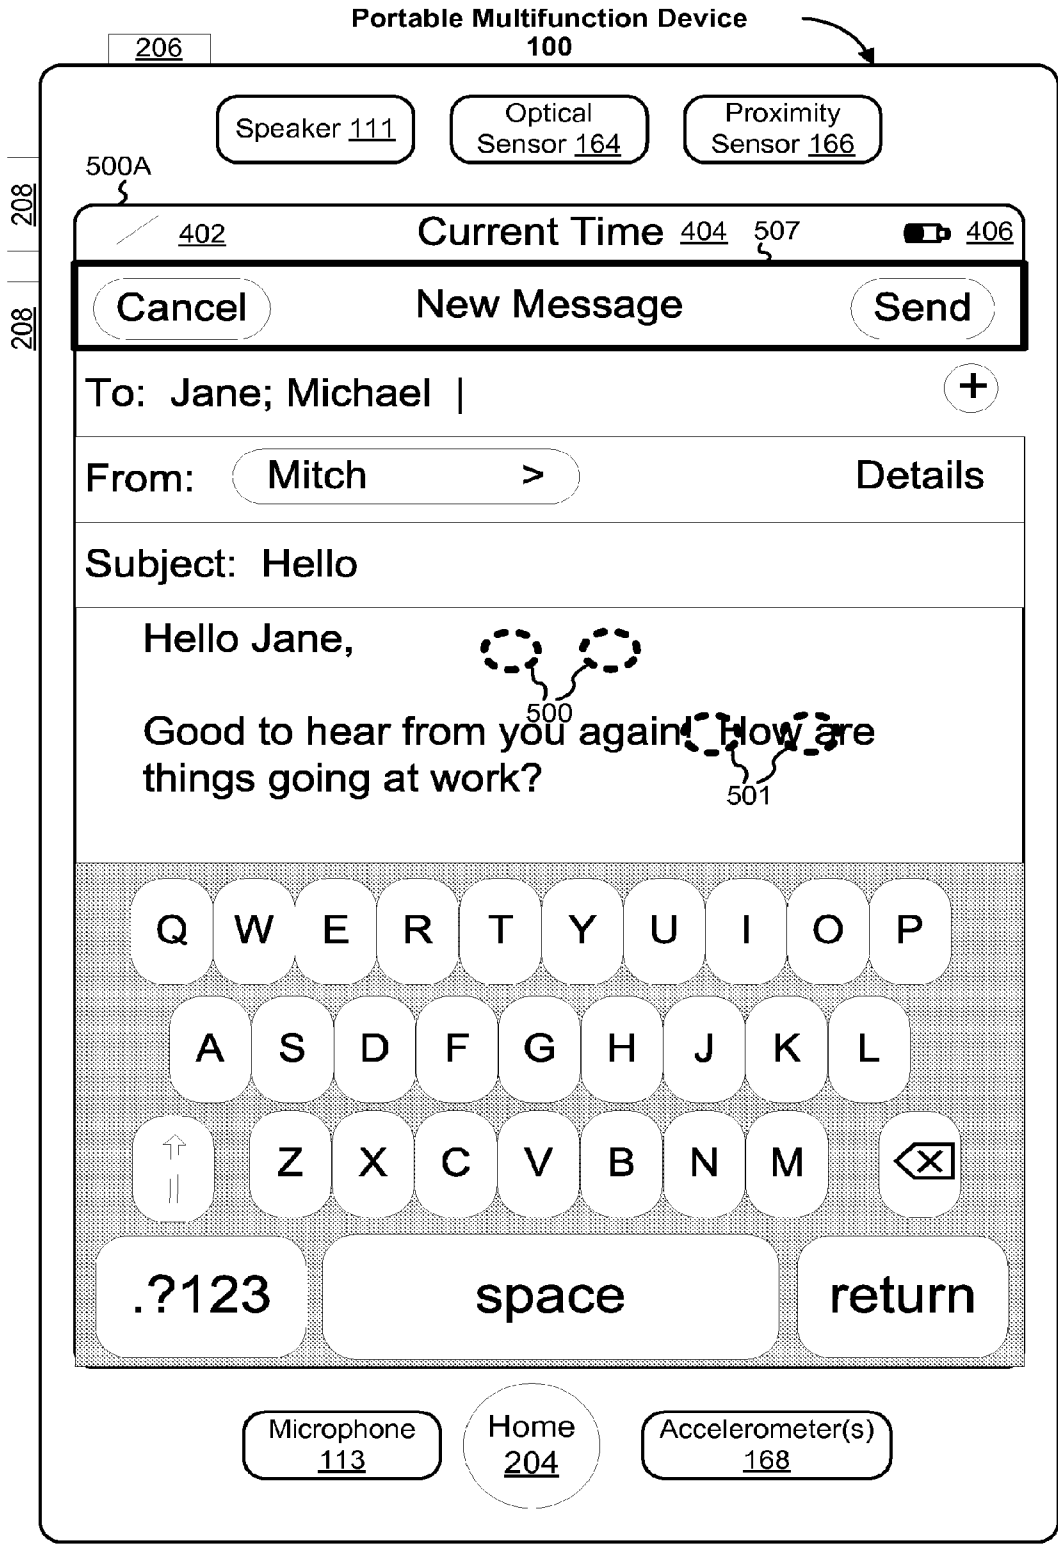 Portable Multifunction Device
100
206
Speaker 111
Optical
Sensor 164
Proximity
Sensor 166
500A
208
208
402
Current Time 404
507
406
Cancel
New Message
Send
To: Jane; Michael |
+
From:
Mitch >
Details
Subject: Hello
Hello Jane,
500
Good to hear from you again! How are
things going at work?
501
Q W E R T Y U I O P
A S D F G H J K L
Z X C V B N M
.?123
space
return
Microphone
113
Home
204
Accelerometer(s)
168